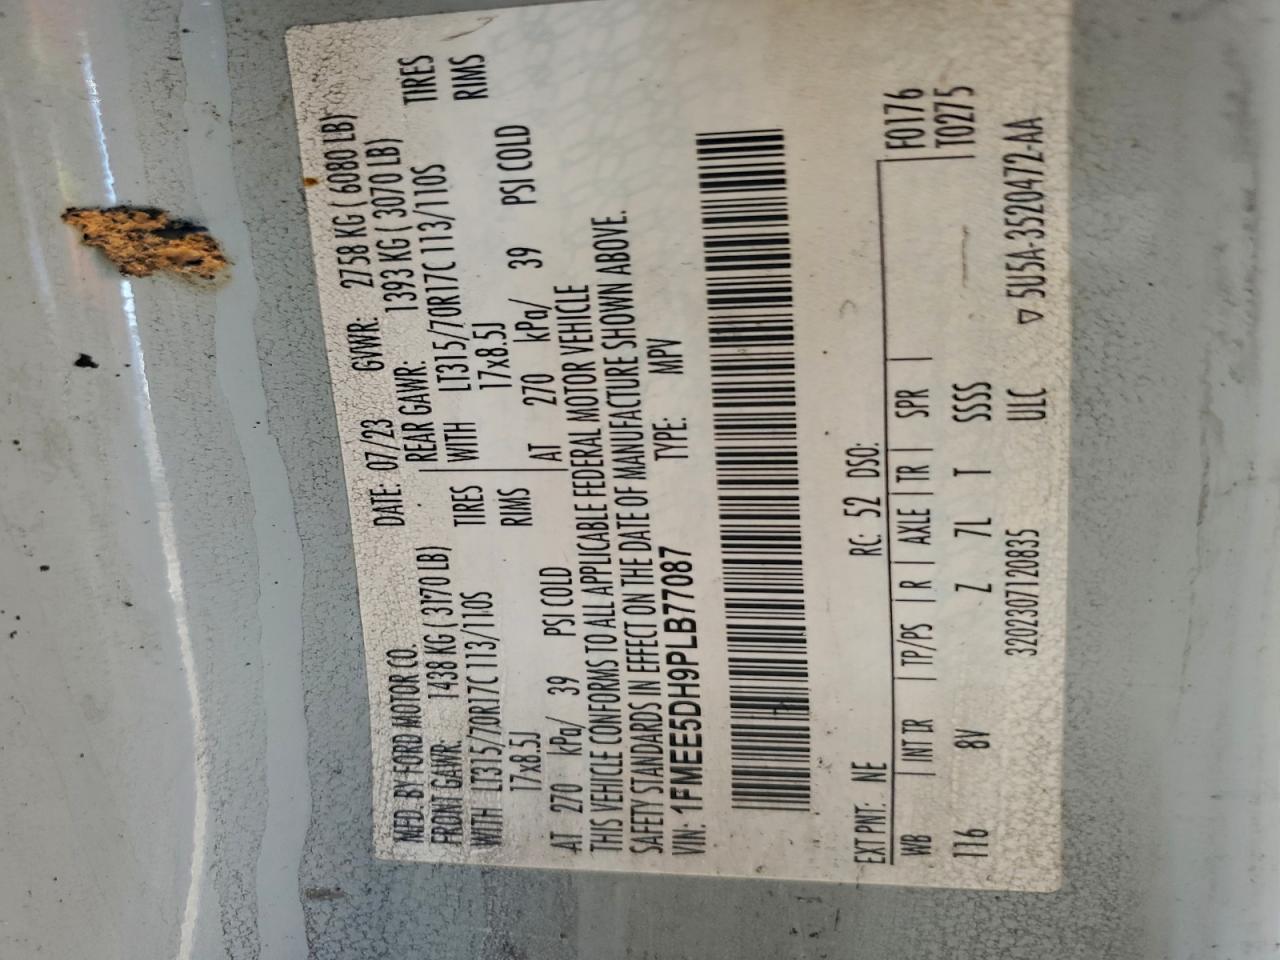 MFD. BY FORD MOTOR CO. DATE: 07/23 GVWR: 2758 KG ( 6080 LB)
FRONT GAWR: 1438 KG ( 3170 LB) REAR GAWR: 1393 KG ( 3070 LB)
WITH LT315/70R17C 113/110S TIRES WITH LT315/70R17C 113/110S TIRES
17x8.5J RIMS 17x8.5J RIMS
AT 270 kPa/ 39 PSI COLD AT 270 kPa/ 39 PSI COLD
THIS VEHICLE CONFORMS TO ALL APPLICABLE FEDERAL MOTOR VEHICLE
SAFETY STANDARDS IN EFFECT ON THE DATE OF MANUFACTURE SHOWN ABOVE.
VIN: 1FMEE5DH9PLB77087 TYPE: MPV
EXT PNT: NE RC: 52 DSO:
WB INT TR TP/PS R AXLE TR SPR F0176
116 8V Z 7L T SSSS T0275
320230712083​5 ULC ▽ 5U5A-3520472-AA